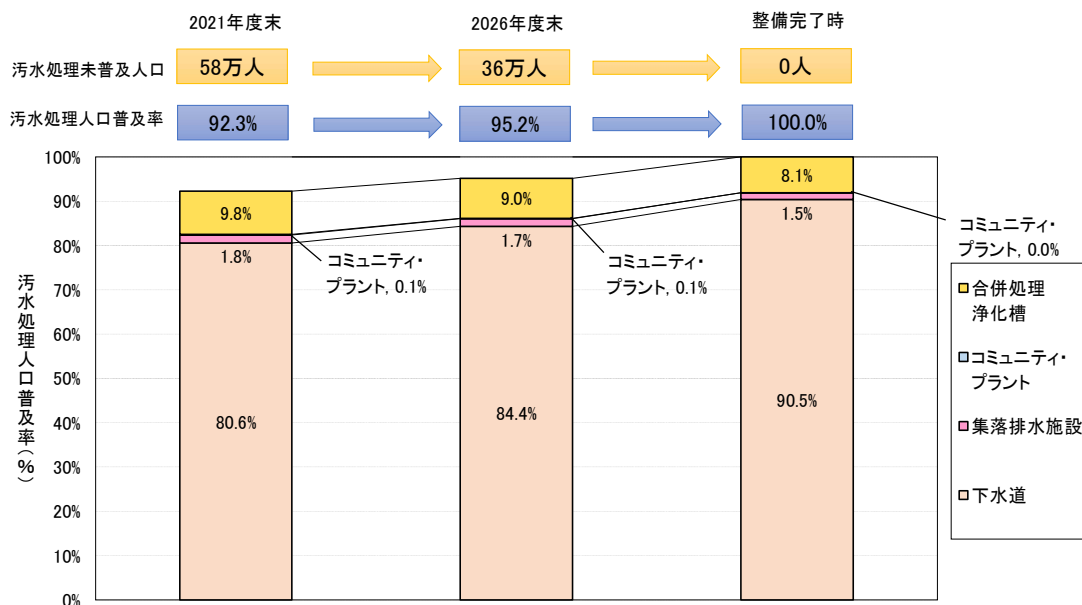 2021年度末
2026年度末
整備完了時
汚水処理未普及人口
58万人
36万人
0人
汚水処理人口普及率
92.3%
95.2%
100.0%
汚水処理人口普及率(%)
100%
90%
80%
70%
60%
50%
40%
30%
20%
10%
0%
9.8%
1.8%
コミュニティ・
プラント, 0.1%
80.6%
9.0%
1.7%
コミュニティ・
プラント, 0.1%
84.4%
8.1%
1.5%
コミュニティ・
プラント, 0.0%
90.5%
合併処理
浄化槽
コミュニティ・
プラント
集落排水施設
下水道